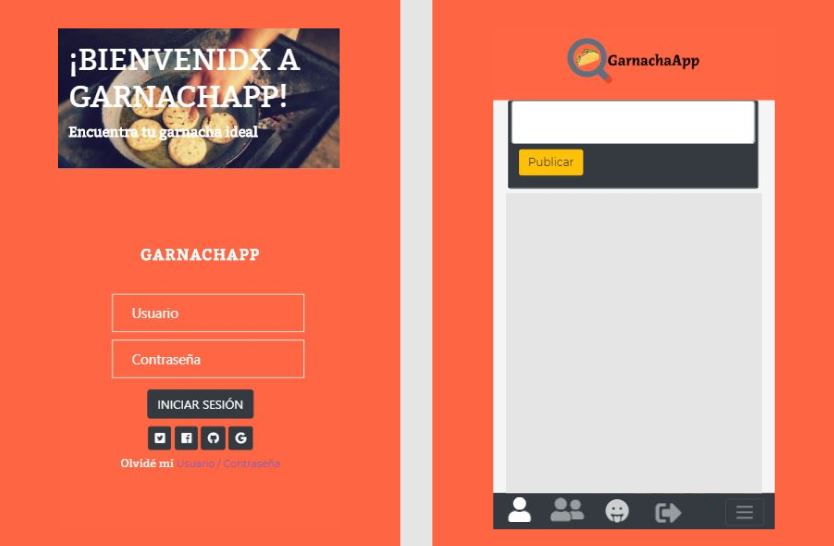 ¡BIENVENIDX A
GARNACHAPP!
Encuentra tu garnacha ideal
GARNACHAPP
Usuario
Contraseña
INICIAR SESIÓN
Olvidé mi Usuario / Contraseña
GarnachaApp
Publicar